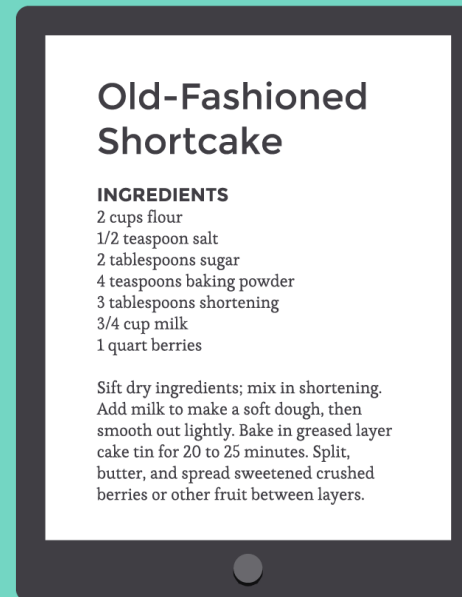 Old-Fashioned
Shortcake
INGREDIENTS
2 cups flour
1/2 teaspoon salt
2 tablespoons sugar
4 teaspoons baking powder
3 tablespoons shortening
3/4 cup milk
1 quart berries
Sift dry ingredients; mix in shortening.
Add milk to make a soft dough, then
smooth out lightly. Bake in greased layer
cake tin for 20 to 25 minutes. Split,
butter, and spread sweetened crushed
berries or other fruit between layers.